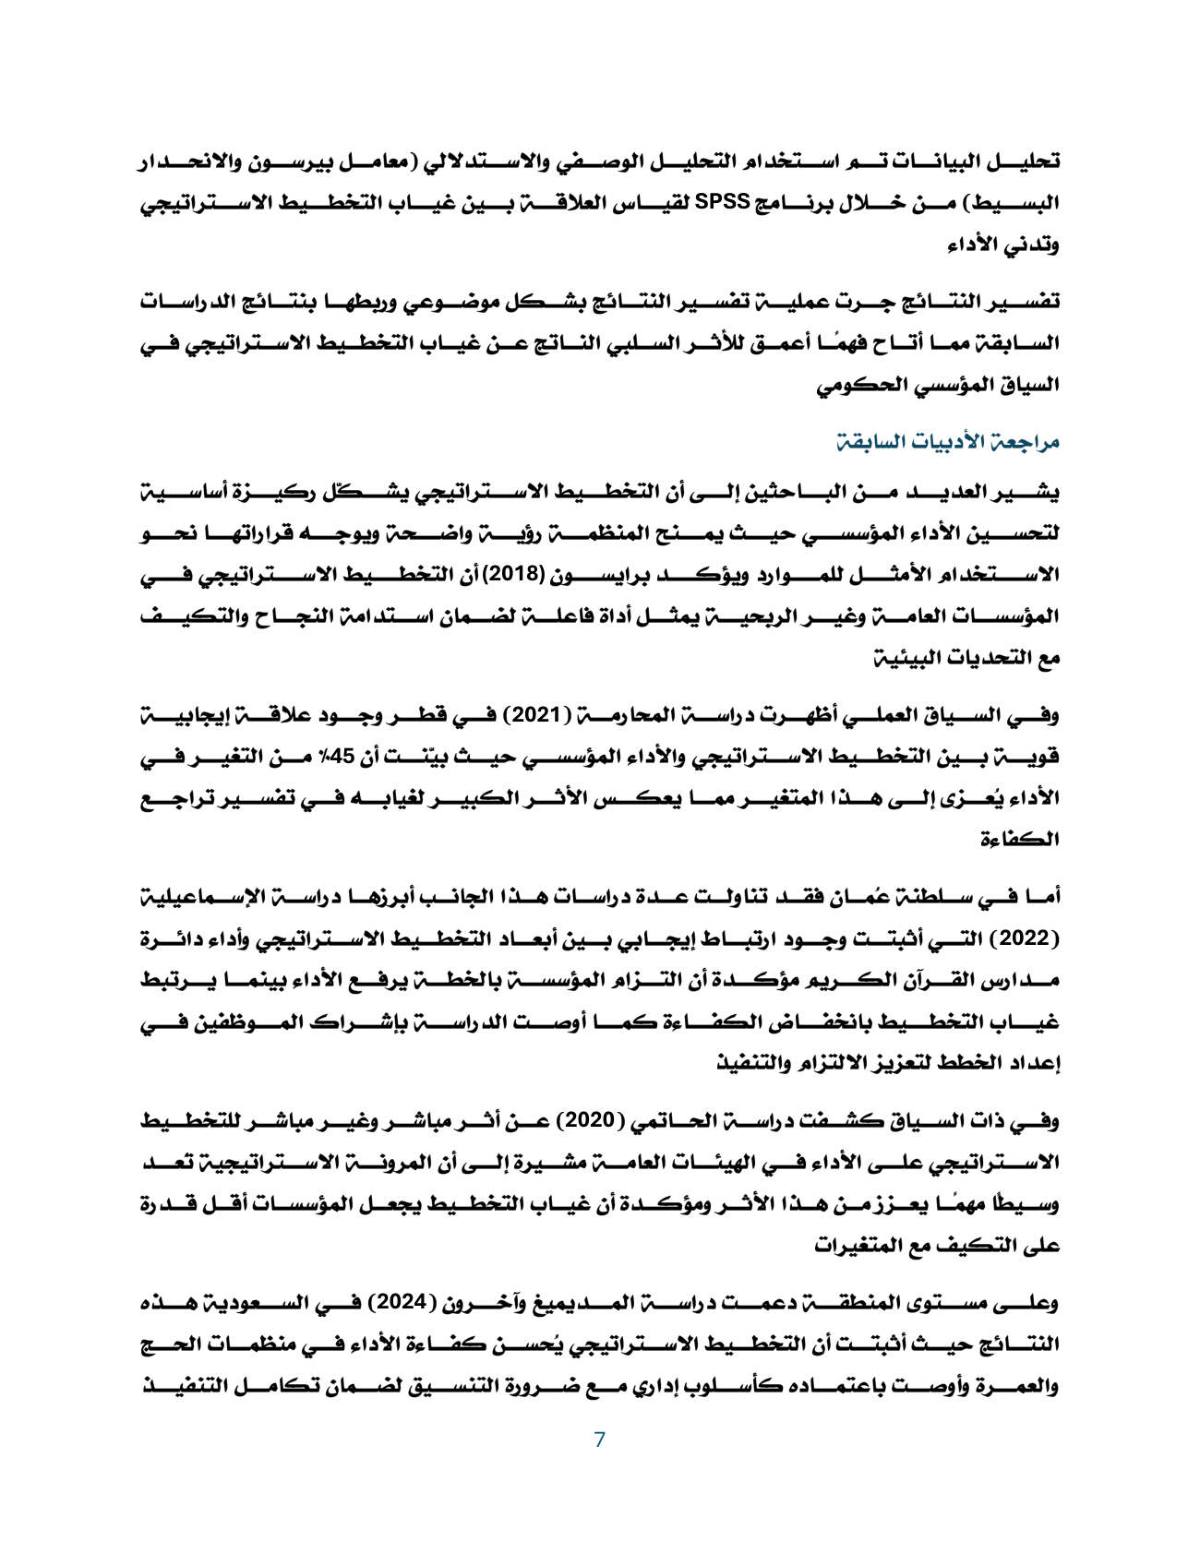 تحليل البيانات تم استخدام التحليل الوصفي والاستدلالي (معامل بيرسون والانحدار
البسيط) من خلال برنامج SPSS لقياس العلاقة بين غياب التخطيط الاستراتيجي
وتدني الأداء
تفسير النتائج جرت عملية تفسير النتائج بشكل موضوعي وربطها بنتائج الدراسات
السابقة مما أتاح فهمًا أعمق للأثر السلبي الناتج عن غياب التخطيط الاستراتيجي في
السياق المؤسسي الحكومي
مراجعة الأدبيات السابقة
يشير العديد من الباحثين إلى أن التخطيط الاستراتيجي يشكّل ركيزة أساسية
لتحسين الأداء المؤسسي حيث يمنح المنظمة رؤية واضحة ويوجه قراراتها نحو
الاستخدام الأمثل للموارد ويؤكد برايسون (2018) أن التخطيط الاستراتيجي في
المؤسسات العامة وغير الربحية يمثل أداة فاعلة لضمان استدامة النجاح والتكيف
مع التحديات البيئية
وفي السياق العملي أظهرت دراسة المحارمة (2021) في قطر وجود علاقة إيجابية
قوية بين التخطيط الاستراتيجي والأداء المؤسسي حيث بيّنت أن 45% من التغير في
الأداء يُعزى إلى هذا المتغير مما يعكس الأثر الكبير لغيابه في تفسير تراجع
الكفاءة
أما في سلطنة عُمان فقد تناولت عدة دراسات هذا الجانب أبرزها دراسة الإسماعيلية
(2022) التي أثبتت وجود ارتباط إيجابي بين أبعاد التخطيط الاستراتيجي وأداء دائرة
مدارس القرآن الكريم مؤكدة أن التزام المؤسسة بالخطة يرفع الأداء بينما يرتبط
غياب التخطيط بانخفاض الكفاءة كما أوصت الدراسة بإشراك الموظفين في
إعداد الخطط لتعزيز الالتزام والتنفيذ
وفي ذات السياق كشفت دراسة الحاتمي (2020) عن أثر مباشر وغير مباشر للتخطيط
الاستراتيجي على الأداء في الهيئات العامة مشيرة إلى أن المرونة الاستراتيجية تعد
وسيطًا مهمًا يعزز من هذا الأثر ومؤكدة أن غياب التخطيط يجعل المؤسسات أقل قدرة
على التكيف مع المتغيرات
وعلى مستوى المنطقة دعمت دراسة المديميغ وآخرون (2024) في السعودية هذه
النتائج حيث أثبتت أن التخطيط الاستراتيجي يُحسن كفاءة الأداء في منظمات الحج
والعمرة وأوصت باعتماده كأسلوب إداري مع ضرورة التنسيق لضمان تكامل التنفيذ
7